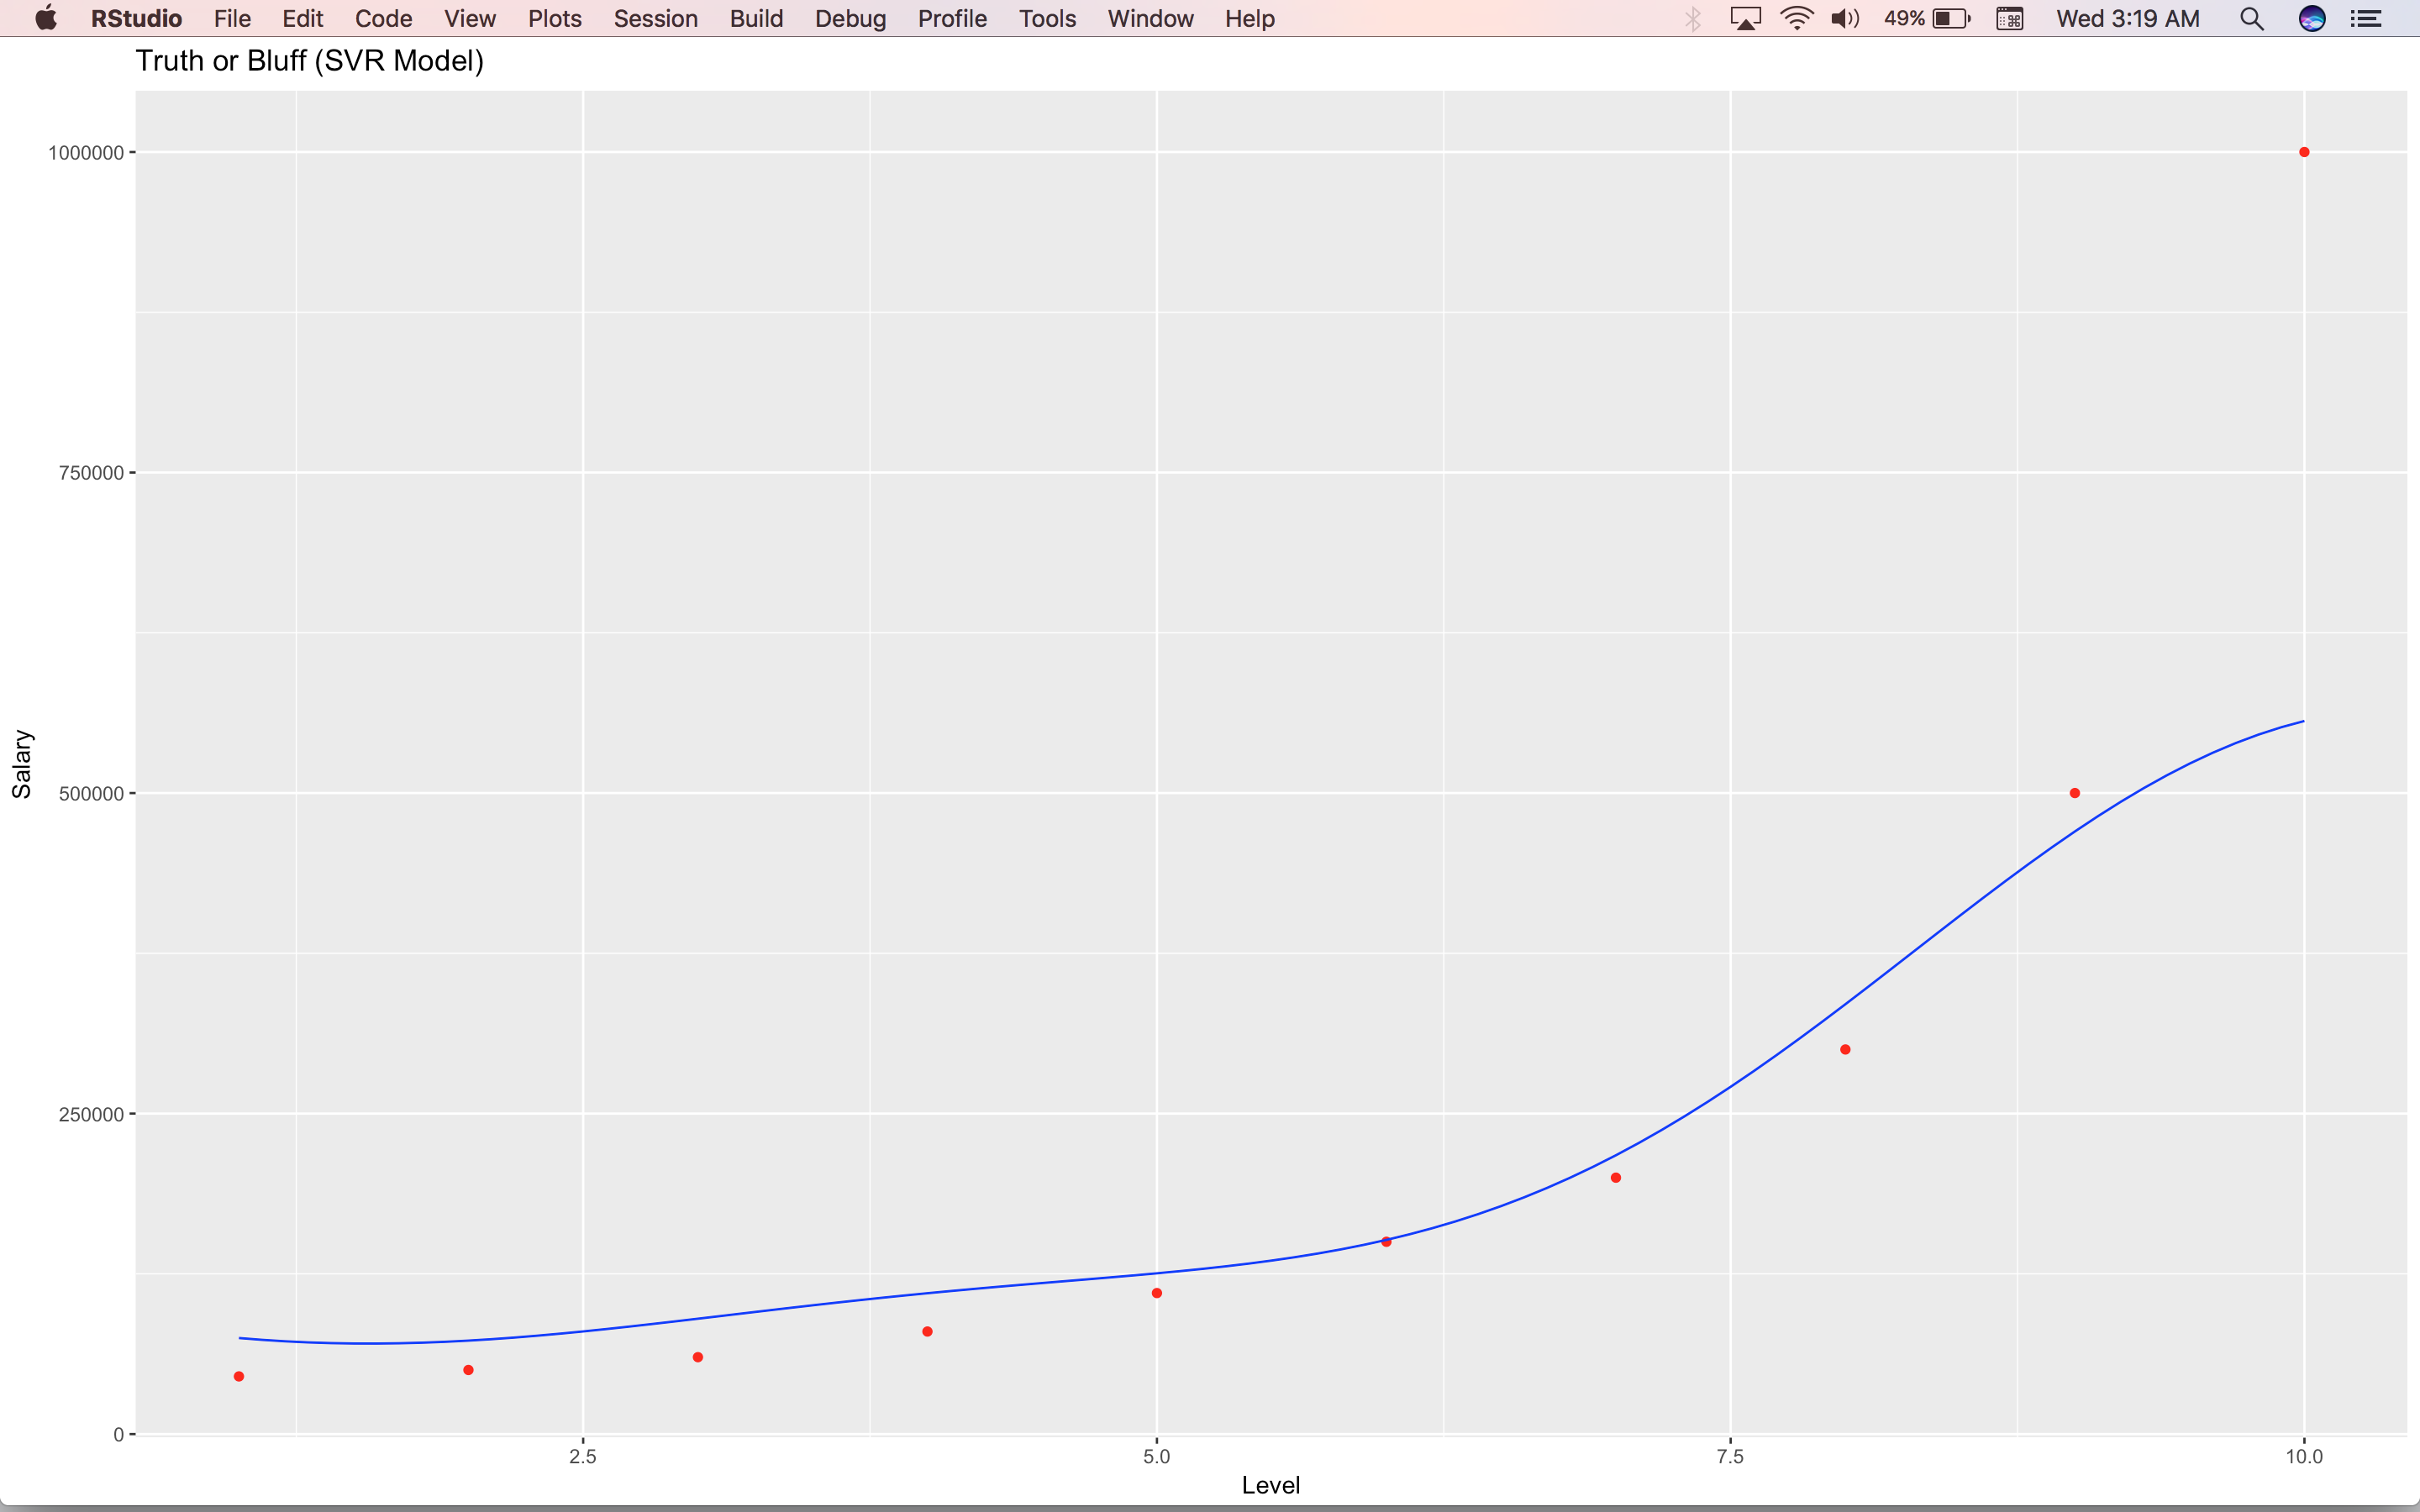 RStudio File Edit Code View Plots Session Build Debug Profile Tools Window Help 49% Wed 3:19 AM
Truth or Bluff (SVR Model)
1000000
750000
Salary
500000
250000
0
2.5 5.0 7.5 10.0
Level